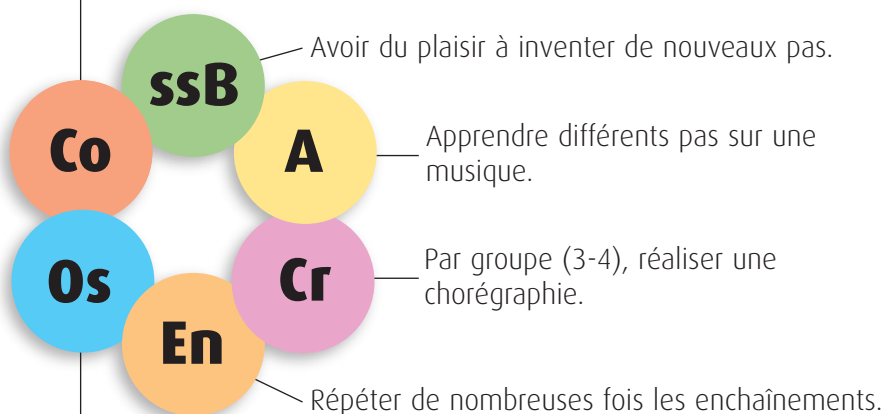 ssB
Avoir du plaisir à inventer de nouveaux pas.
Co
A
Apprendre différents pas sur une
musique.
Os
Cr
Par groupe (3-4), réaliser une
chorégraphie.
En
Répéter de nombreuses fois les enchaînements.